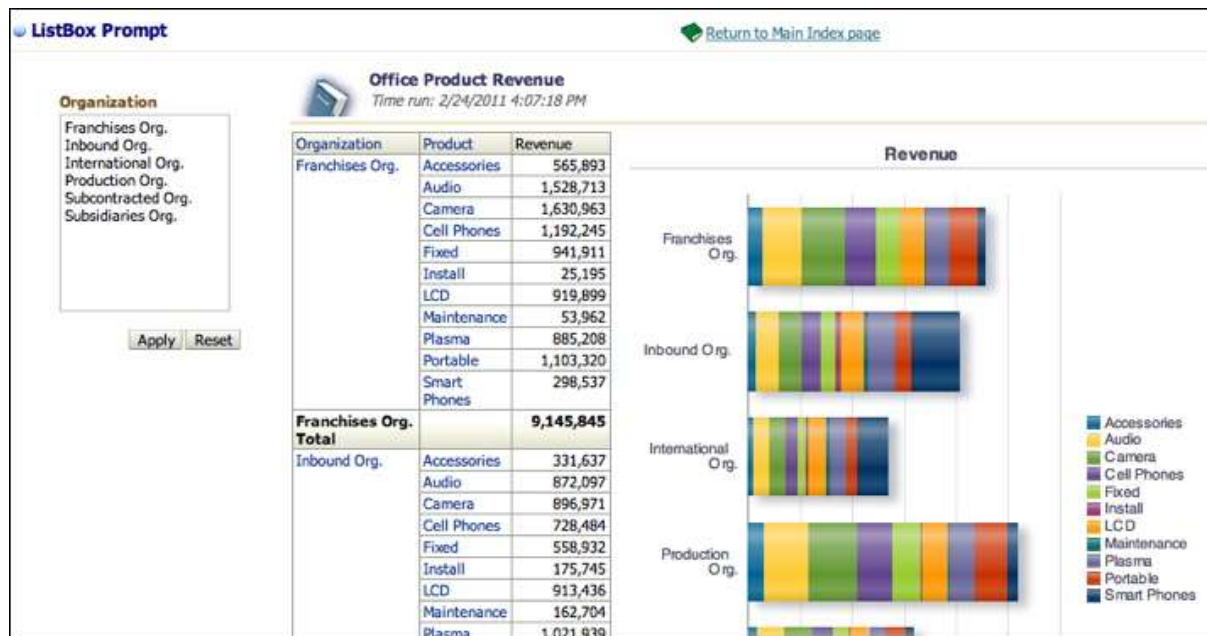 ListBox Prompt
Return to Main Index page
Organization
Franchises Org.
Inbound Org.
International Org.
Production Org.
Subcontracted Org.
Subsidiaries Org.
Apply Reset
Office Product Revenue
Time run: 2/24/2011 4:07:18 PM
Organization Product Revenue
Franchises Org. Accessories 565,893
Audio 1,528,713
Camera 1,630,963
Cell Phones 1,192,245
Fixed 941,911
Install 25,195
LCD 919,899
Maintenance 53,962
Plasma 885,208
Portable 1,103,320
Smart 298,537
Phones
Franchises Org. 9,145,845
Total
Inbound Org. Accessories 331,637
Audio 872,097
Camera 896,971
Cell Phones 728,484
Fixed 558,932
Install 175,745
LCD 913,436
Maintenance 162,704
Plasma 1,021,939
Revenue
Franchises
Org.
Inbound Org.
International
Org.
Production
Org.
Accessories
Audio
Camera
Cell Phones
Fixed
Install
LCD
Maintenance
Plasma
Portable
Smart Phones